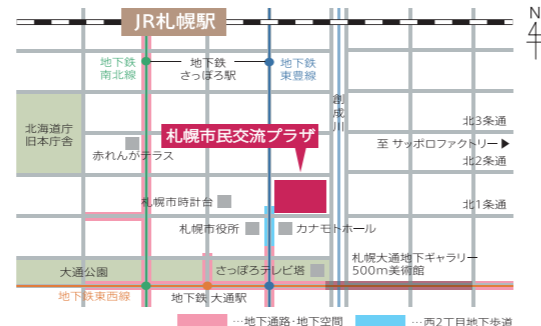 JR札幌駅
N
4
地下鉄
南北線
地下鉄
さっぽろ駅
地下鉄
東豊線
創成川
北3条通
北海道庁
旧本庁舎
札幌市民交流プラザ
至 サッポロファクトリー▶
赤れんがテラス
北2条通
札幌市時計台
北1条通
札幌市役所
カナモトホール
大通公園
さっぽろテレビ塔
札幌大通地下ギャラリー
500m美術館
地下鉄東西線
地下鉄 大通駅
…地下通路・地下空間
…西2丁目地下歩道